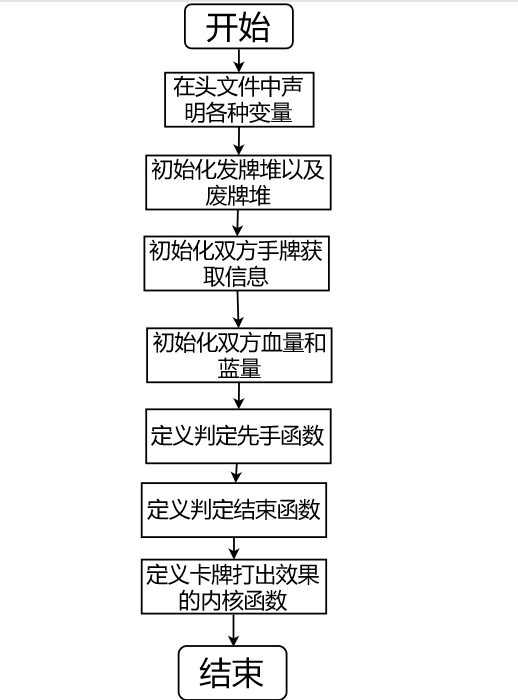 开始
在头文件中声
明各种变量
初始化发牌堆以及
废牌堆
初始化双方手牌获
取信息
初始化双方血量和
蓝量
定义判定先手函数
定义判定结束函数
定义卡牌打出效果
的内核函数
结束